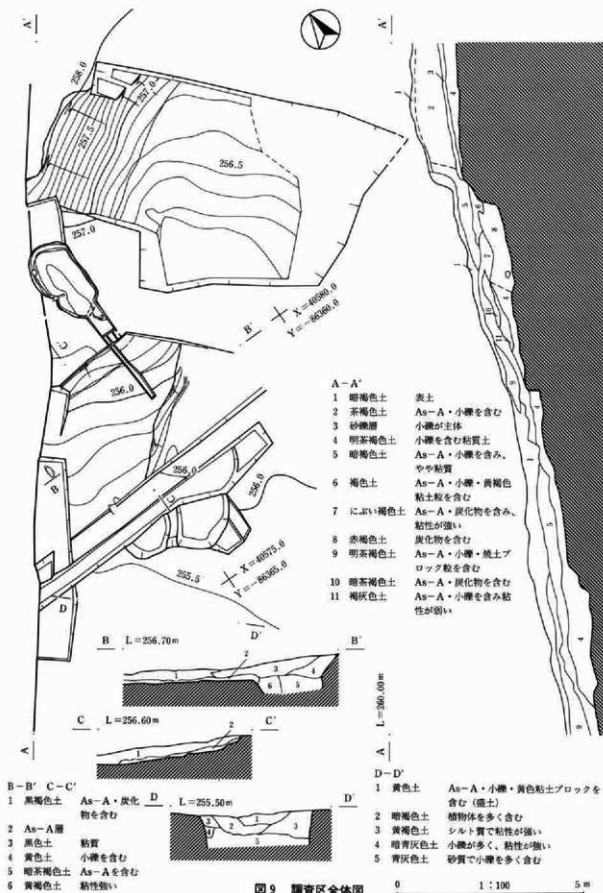 A'
A'
258.0
257.0
257.5
256.5
257.0
X=40580.0
Y=-86360.0
B'
C'
256.0
B
256.0
C
256.0
X=40575.0
Y=-86365.0
255.5
D
D'
A
A-A'
1 暗褐色土 表土
2 茶褐色土 As-A・小礫を含む
3 砂礫層 小礫が主体
4 明茶褐色土 小礫を含む粘質土
5 暗褐色土 As-A・小礫を含み、
やや粘質
6 褐色土 As-A・小礫・黄褐色
粘土粒を含む
7 にぶい褐色土 As-A・炭化物を含み、
粘性が強い
8 赤褐色土 炭化物を含む
9 明茶褐色土 As-A・小礫・焼土ブ
ロック粒を含む
10 暗茶褐色土 As-A・炭化物を含む
11 褐灰色土 As-A・小礫を含み粘
性が弱い
L=260.00m
A
B L=256.70m B'
1 2 3 4 5 6
C L=256.60m C'
1 2
D L=255.50m D'
1 2 3 4 5
B-B' C-C'
1 黒褐色土 As-A・炭化
物を含む
2 As-A層
3 黒色土 粘質
4 黄色土 小礫を含む
5 暗茶褐色土 As-Aを含む
6 黄褐色土 粘性強い
D-D'
1 黄色土 As-A・小礫・黄色粘土ブロックを
含む（盛土）
2 暗褐色土 植物体を多く含む
3 黄褐色土 シルト質で粘性が強い
4 暗青灰色土 小礫が多く、粘性が強い
5 青灰色土 砂質で小礫を多く含む
図9 調査区全体図
0 1:100 5m